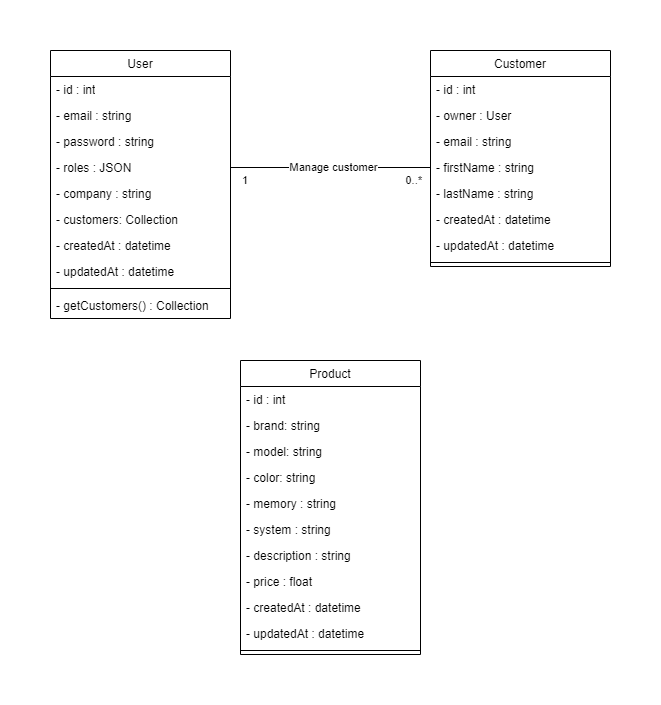 User
- id : int
- email : string
- password : string
- roles : JSON
- company : string
- customers: Collection
- createdAt : datetime
- updatedAt : datetime
- getCustomers() : Collection
Manage customer
1
0..*
Customer
- id : int
- owner : User
- email : string
- firstName : string
- lastName : string
- createdAt : datetime
- updatedAt : datetime
Product
- id : int
- brand: string
- model: string
- color: string
- memory : string
- system : string
- description : string
- price : float
- createdAt : datetime
- updatedAt : datetime